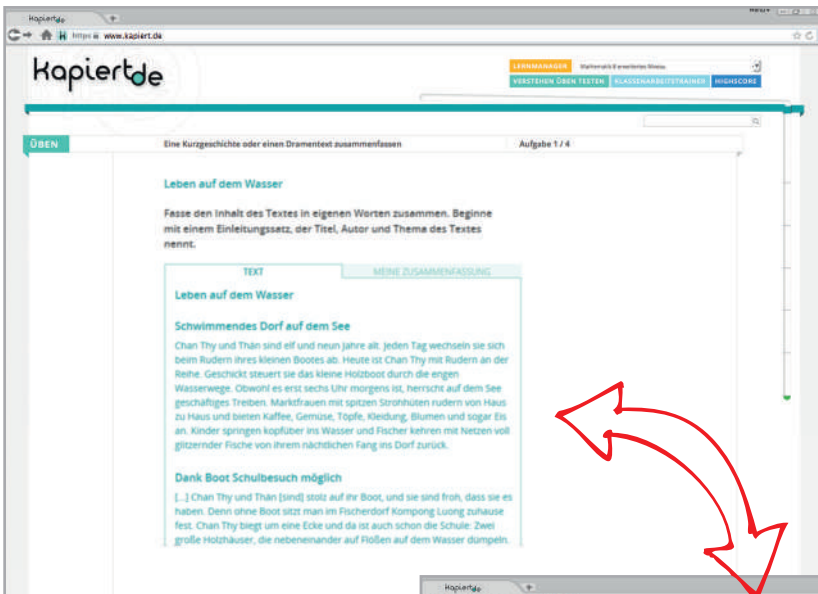 Kapiert.de
Menu
https www.kapiert.de
Kapiert.de
LERNMANAGER Mathematik 8 erweitertes Niveau
VERSTEHEN ÜBEN TESTEN KLASSENARBEITSTRAINER HIGHSCORE
ÜBEN Eine Kurzgeschichte oder einen Dramentext zusammenfassen Aufgabe 1 / 4
Leben auf dem Wasser
Fasse den Inhalt des Textes in eigenen Worten zusammen. Beginne
mit einem Einleitungssatz, der Titel, Autor und Thema des Textes
nennt.
TEXT MEINE ZUSAMMENFASSUNG
Leben auf dem Wasser
Schwimmendes Dorf auf dem See
Chan Thy und Thán sind elf und neun Jahre alt. Jeden Tag wechseln sie sich
beim Rudern ihres kleinen Bootes ab. Heute ist Chan Thy mit Rudern an der
Reihe. Geschickt steuert sie das kleine Holzboot durch die engen
Wasserwege. Obwohl es erst sechs Uhr morgens ist, herrscht auf dem See
geschäftiges Treiben. Marktfrauen mit spitzen Strohhüten rudern von Haus
zu Haus und bieten Kaffee, Gemüse, Töpfe, Kleidung, Blumen und sogar Eis
an. Kinder springen kopfüber ins Wasser und Fischer kehren mit Netzen voll
glitzernder Fische von ihrem nächtlichen Fang ins Dorf zurück.
Dank Boot Schulbesuch möglich
[...] Chan Thy und Thán [sind] stolz auf ihr Boot, und sie sind froh, dass sie es
haben. Denn ohne Boot sitzt man im Fischerdorf Kompong Luong zuhause
fest. Chan Thy biegt um eine Ecke und da ist auch schon die Schule: Zwei
große Holzhäuser, die nebeneinander auf Flößen auf dem Wasser dümpeln.
Kapiert.de